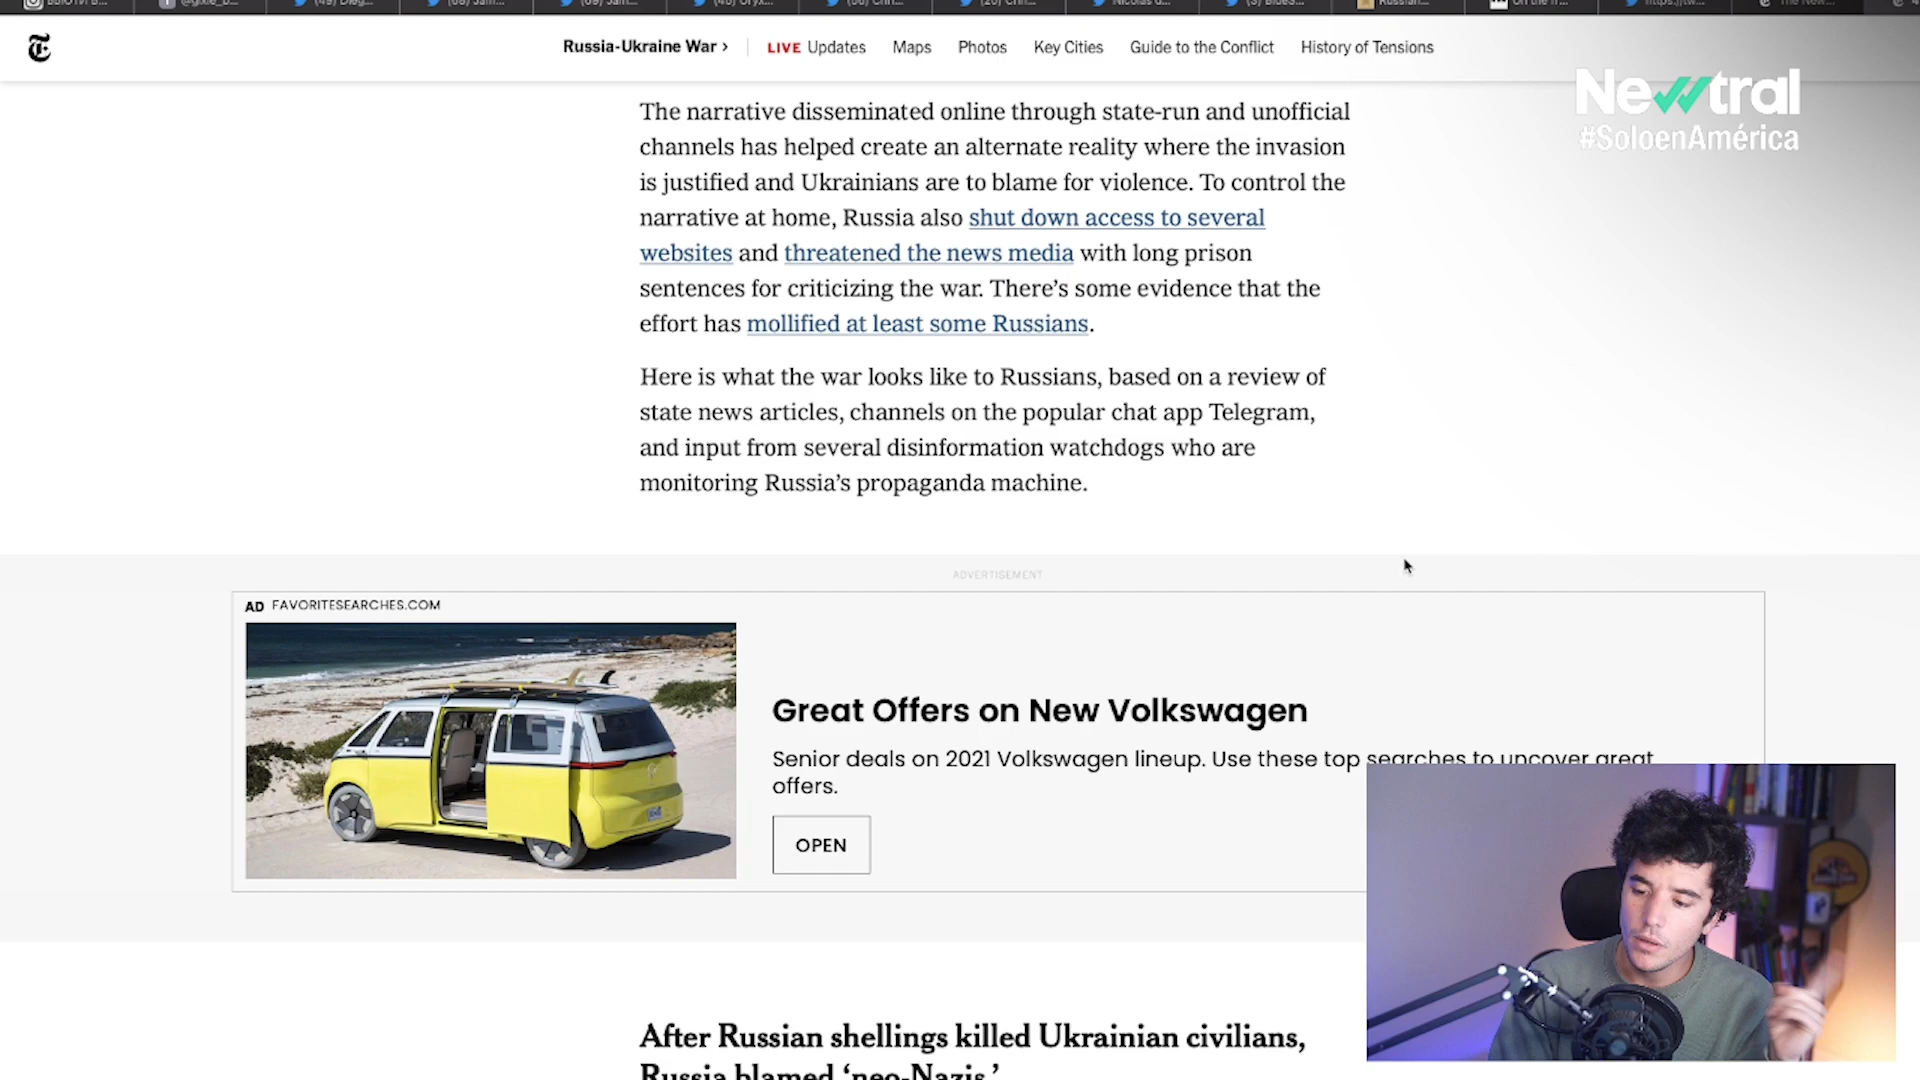 Russia-Ukraine War › LIVE Updates Maps Photos Key Cities Guide to the Conflict History of Tensions
Newtral
#SoloenAmérica
The narrative disseminated online through state-run and unofficial
channels has helped create an alternate reality where the invasion
is justified and Ukrainians are to blame for violence. To control the
narrative at home, Russia also shut down access to several
websites and threatened the news media with long prison
sentences for criticizing the war. There’s some evidence that the
effort has mollified at least some Russians.
Here is what the war looks like to Russians, based on a review of
state news articles, channels on the popular chat app Telegram,
and input from several disinformation watchdogs who are
monitoring Russia’s propaganda machine.
ADVERTISEMENT
AD FAVORITESEARCHES.COM
Great Offers on New Volkswagen
Senior deals on 2021 Volkswagen lineup. Use these top searches to uncover great
offers.
OPEN
After Russian shellings killed Ukrainian civilians,
Russia blamed ‘neo-Nazis.’